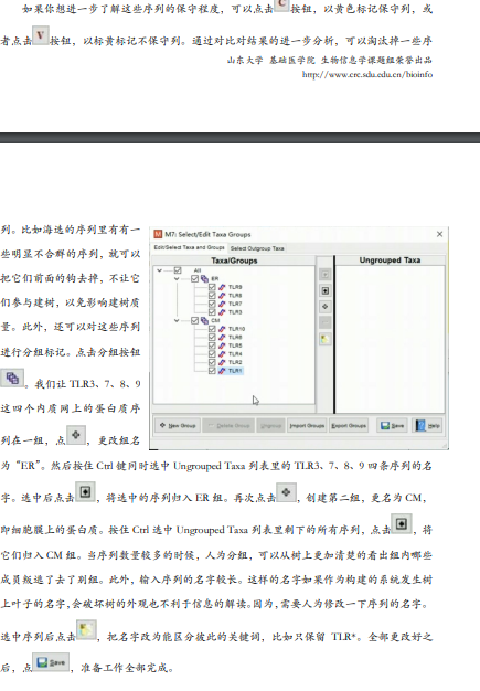 如果你想进一步了解这些序列的保守程度，可以点击 C 按钮，以黄色标记保守列，或
者点击 V 按钮，以标黄标记不保守列。通过对比对结果的进一步分析，可以淘汰掉一些序
山东大学 基础医学院 生物信息学课题组荣誉出品
http://www.crc.sdu.edu.cn/bioinfo
列。比如海选的序列里有有一
些明显不合群的序列，就可以
把它们前面的钩去掉，不让它
们参与建树，以免影响建树质
量。此外，还可以对这些序列
进行分组标记。点击分组按钮
。我们让 TLR3、7、8、9
这四个内质网上的蛋白质序
列在一组，点 ，更改组名
M7: Select/Edit Taxa Groups
Edit/Select Taxa and Groups Select Outgroup Taxa
Taxa/Groups Ungrouped Taxa
All
ER
TLR9
TLR8
TLR7
TLR3
CM
TLR10
TLR6
TLR5
TLR4
TLR2
TLR1
New Group Delete Group Ungroup Import Groups Export Groups Save Help
为“ER”。然后按住 Ctrl 键同时选中 Ungrouped Taxa 列表里的 TLR3、7、8、9 四条序列的名
字。选中后点击 ，将选中的序列归入 ER 组。再次点击 ，创建第二组，更名为 CM，
即细胞膜上的蛋白质。按住 Ctrl 选中 Ungrouped Taxa 列表里剩下的所有序列，点击 ，将
它们归入 CM 组。当序列数量较多的时候，人为分组，可以从树上更加清楚的看出组内哪些
成员叛逃了去了别组。此外，输入序列的名字较长。这样的名字如果作为构建的系统发生树
上叶子的名字，会破坏树的外观也不利于信息的解读。因为，需要人为修改一下序列的名字。
选中序列后点击 ，把名字改为能区分彼此的关键词，比如只保留 TLR*。全部更改好之
后，点 Save ，准备工作全部完成。